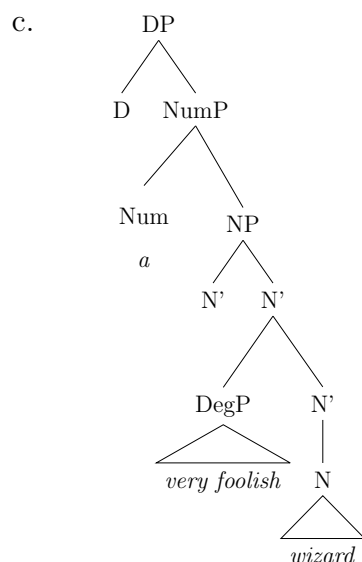 c.
DP
D NumP
Num NP
a
N' N'
DegP N'
very foolish N
wizard